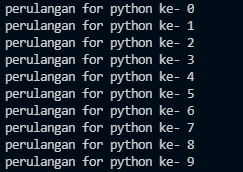 perulangan for python ke- 0
perulangan for python ke- 1
perulangan for python ke- 2
perulangan for python ke- 3
perulangan for python ke- 4
perulangan for python ke- 5
perulangan for python ke- 6
perulangan for python ke- 7
perulangan for python ke- 8
perulangan for python ke- 9